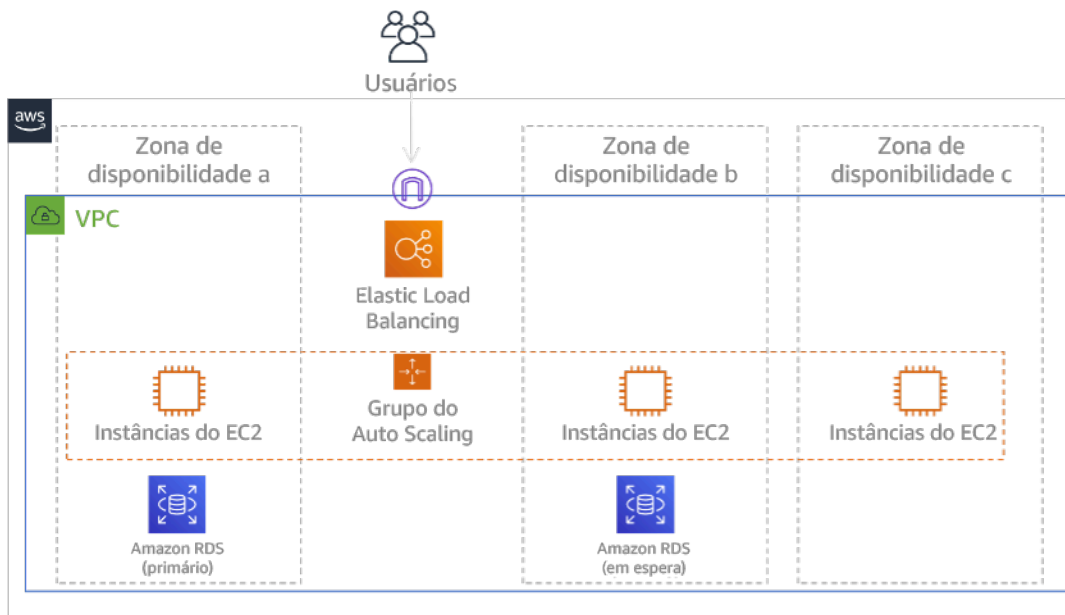 Usuários
aws
Zona de
disponibilidade a
Zona de
disponibilidade b
Zona de
disponibilidade c
VPC
Elastic Load
Balancing
Instâncias do EC2
Grupo do
Auto Scaling
Instâncias do EC2
Instâncias do EC2
Amazon RDS
(primário)
Amazon RDS
(em espera)